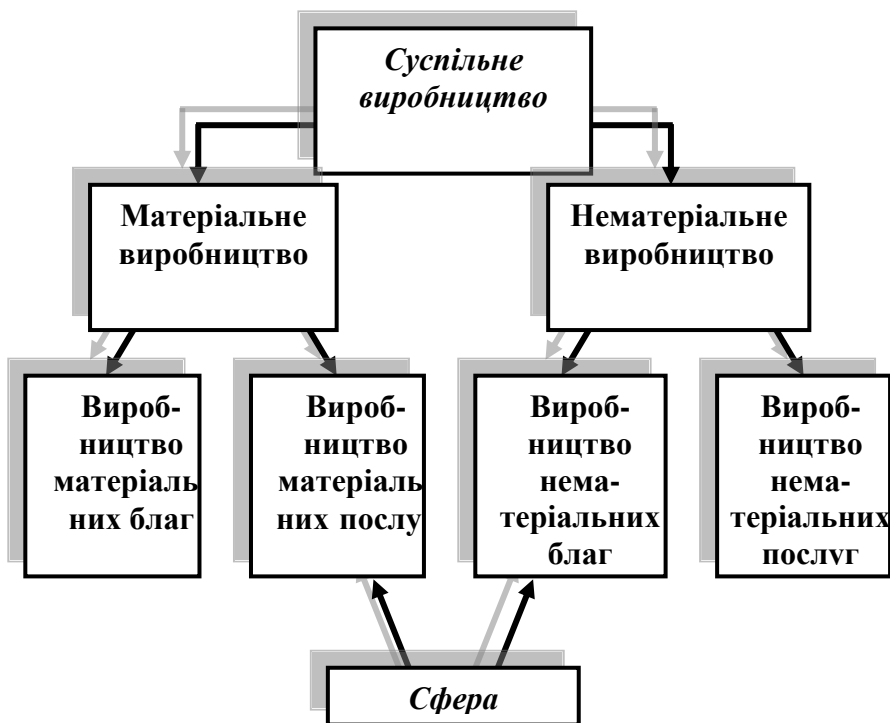 Суспільне
виробництво
Матеріальне
виробництво
Нематеріальне
виробництво
Вироб-
ництво
матеріаль
них благ
Вироб-
ництво
матеріаль
них послу
Вироб-
ництво
нема-
теріальних
благ
Вироб-
ництво
нема-
теріальних
послуг
Сфера